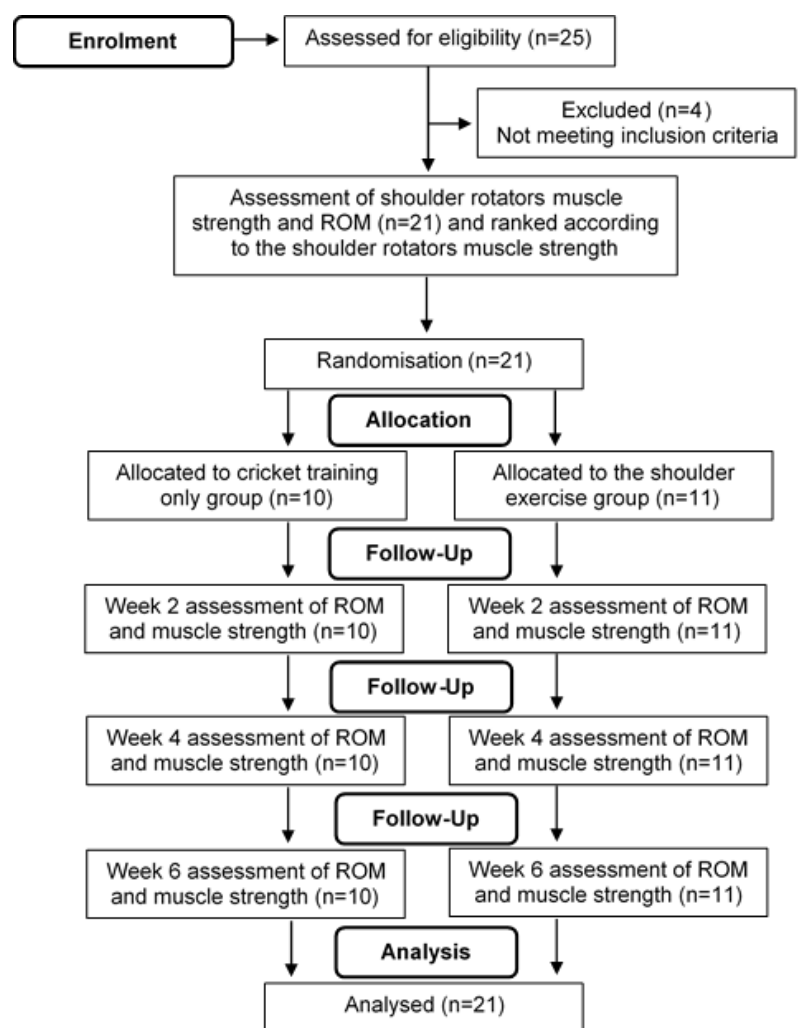 Enrolment
Assessed for eligibility (n=25)
Excluded (n=4)
Not meeting inclusion criteria
Assessment of shoulder rotators muscle
strength and ROM (n=21) and ranked according
to the shoulder rotators muscle strength
Randomisation (n=21)
Allocation
Allocated to cricket training
only group (n=10)
Allocated to the shoulder
exercise group (n=11)
Follow-Up
Week 2 assessment of ROM
and muscle strength (n=10)
Week 2 assessment of ROM
and muscle strength (n=11)
Follow-Up
Week 4 assessment of ROM
and muscle strength (n=10)
Week 4 assessment of ROM
and muscle strength (n=11)
Follow-Up
Week 6 assessment of ROM
and muscle strength (n=10)
Week 6 assessment of ROM
and muscle strength (n=11)
Analysis
Analysed (n=21)